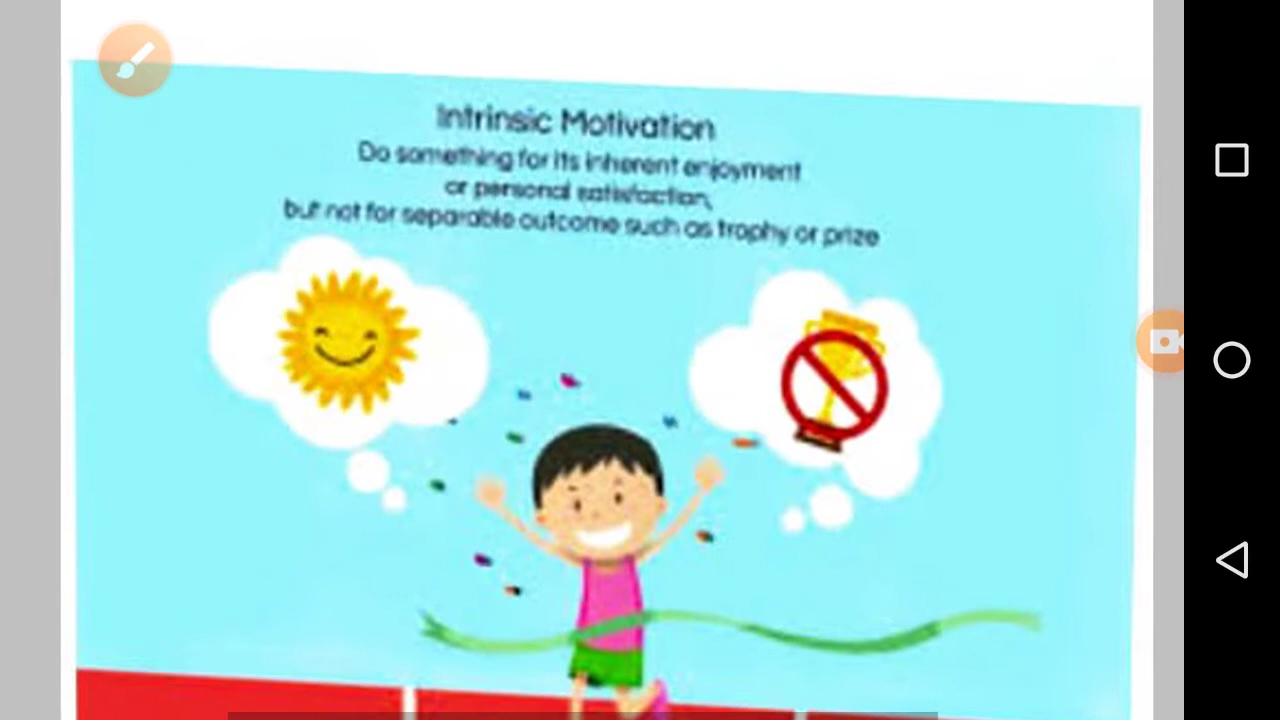 Intrinsic Motivation
Do something for its inherent enjoyment
or personal satisfaction,
but not for separable outcome such as trophy or prize